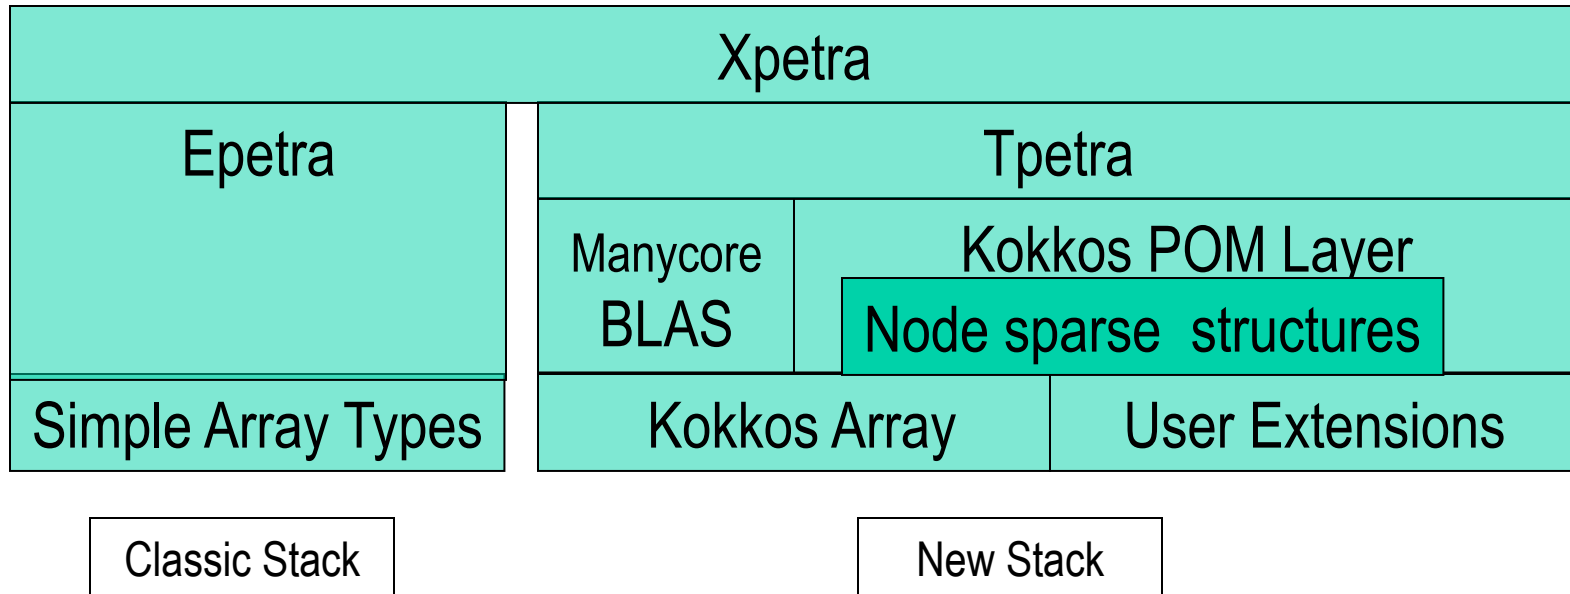 Xpetra
Epetra
Tpetra
Manycore
BLAS
Kokkos POM Layer
Node sparse structures
Simple Array Types
Kokkos Array
User Extensions
Classic Stack
New Stack